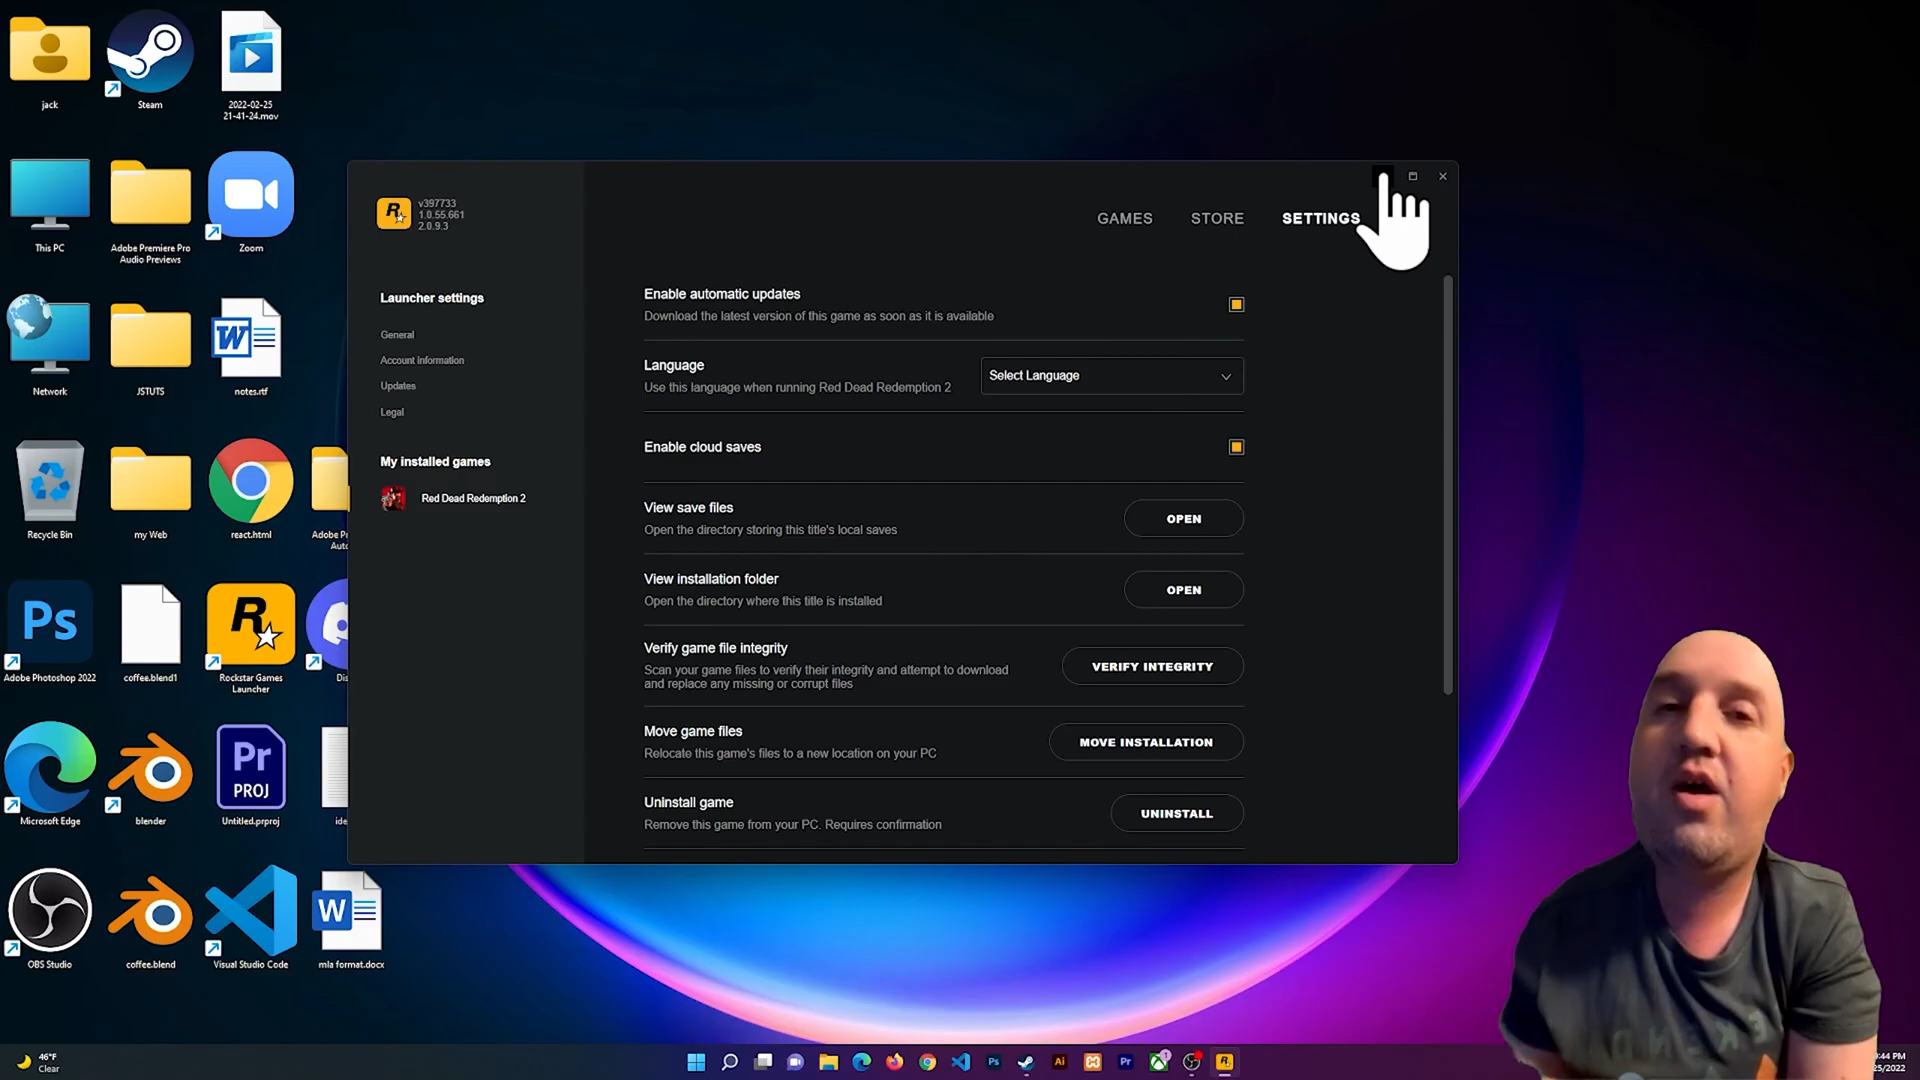 jack
Steam
2022-02-25
21-41-24.mov
This PC
Adobe Premiere Pro
Audio Previews
Zoom
Network
JSTUTS
notes.rtf
Recycle Bin
my Web
react.html
Ps
Adobe Photoshop 2022
coffee.blend1
Rockstar Games
Launcher
Microsoft Edge
blender
Pr
PROJ
Untitled.prproj
OBS Studio
coffee.blend
Visual Studio Code
W
mla format.docx
v397733
1.0.55.661
2.0.9.3
GAMES
STORE
SETTINGS
Launcher settings
General
Account information
Updates
Legal
My installed games
Red Dead Redemption 2
Enable automatic updates
Download the latest version of this game as soon as it is available
Language
Use this language when running Red Dead Redemption 2
Select Language
Enable cloud saves
View save files
Open the directory storing this title's local saves
OPEN
View installation folder
Open the directory where this title is installed
OPEN
Verify game file integrity
Scan your game files to verify their integrity and attempt to download
and replace any missing or corrupt files
VERIFY INTEGRITY
Move game files
Relocate this game's files to a new location on your PC
MOVE INSTALLATION
Uninstall game
Remove this game from your PC. Requires confirmation
UNINSTALL
46°F
Clear
:44 PM
25/2022